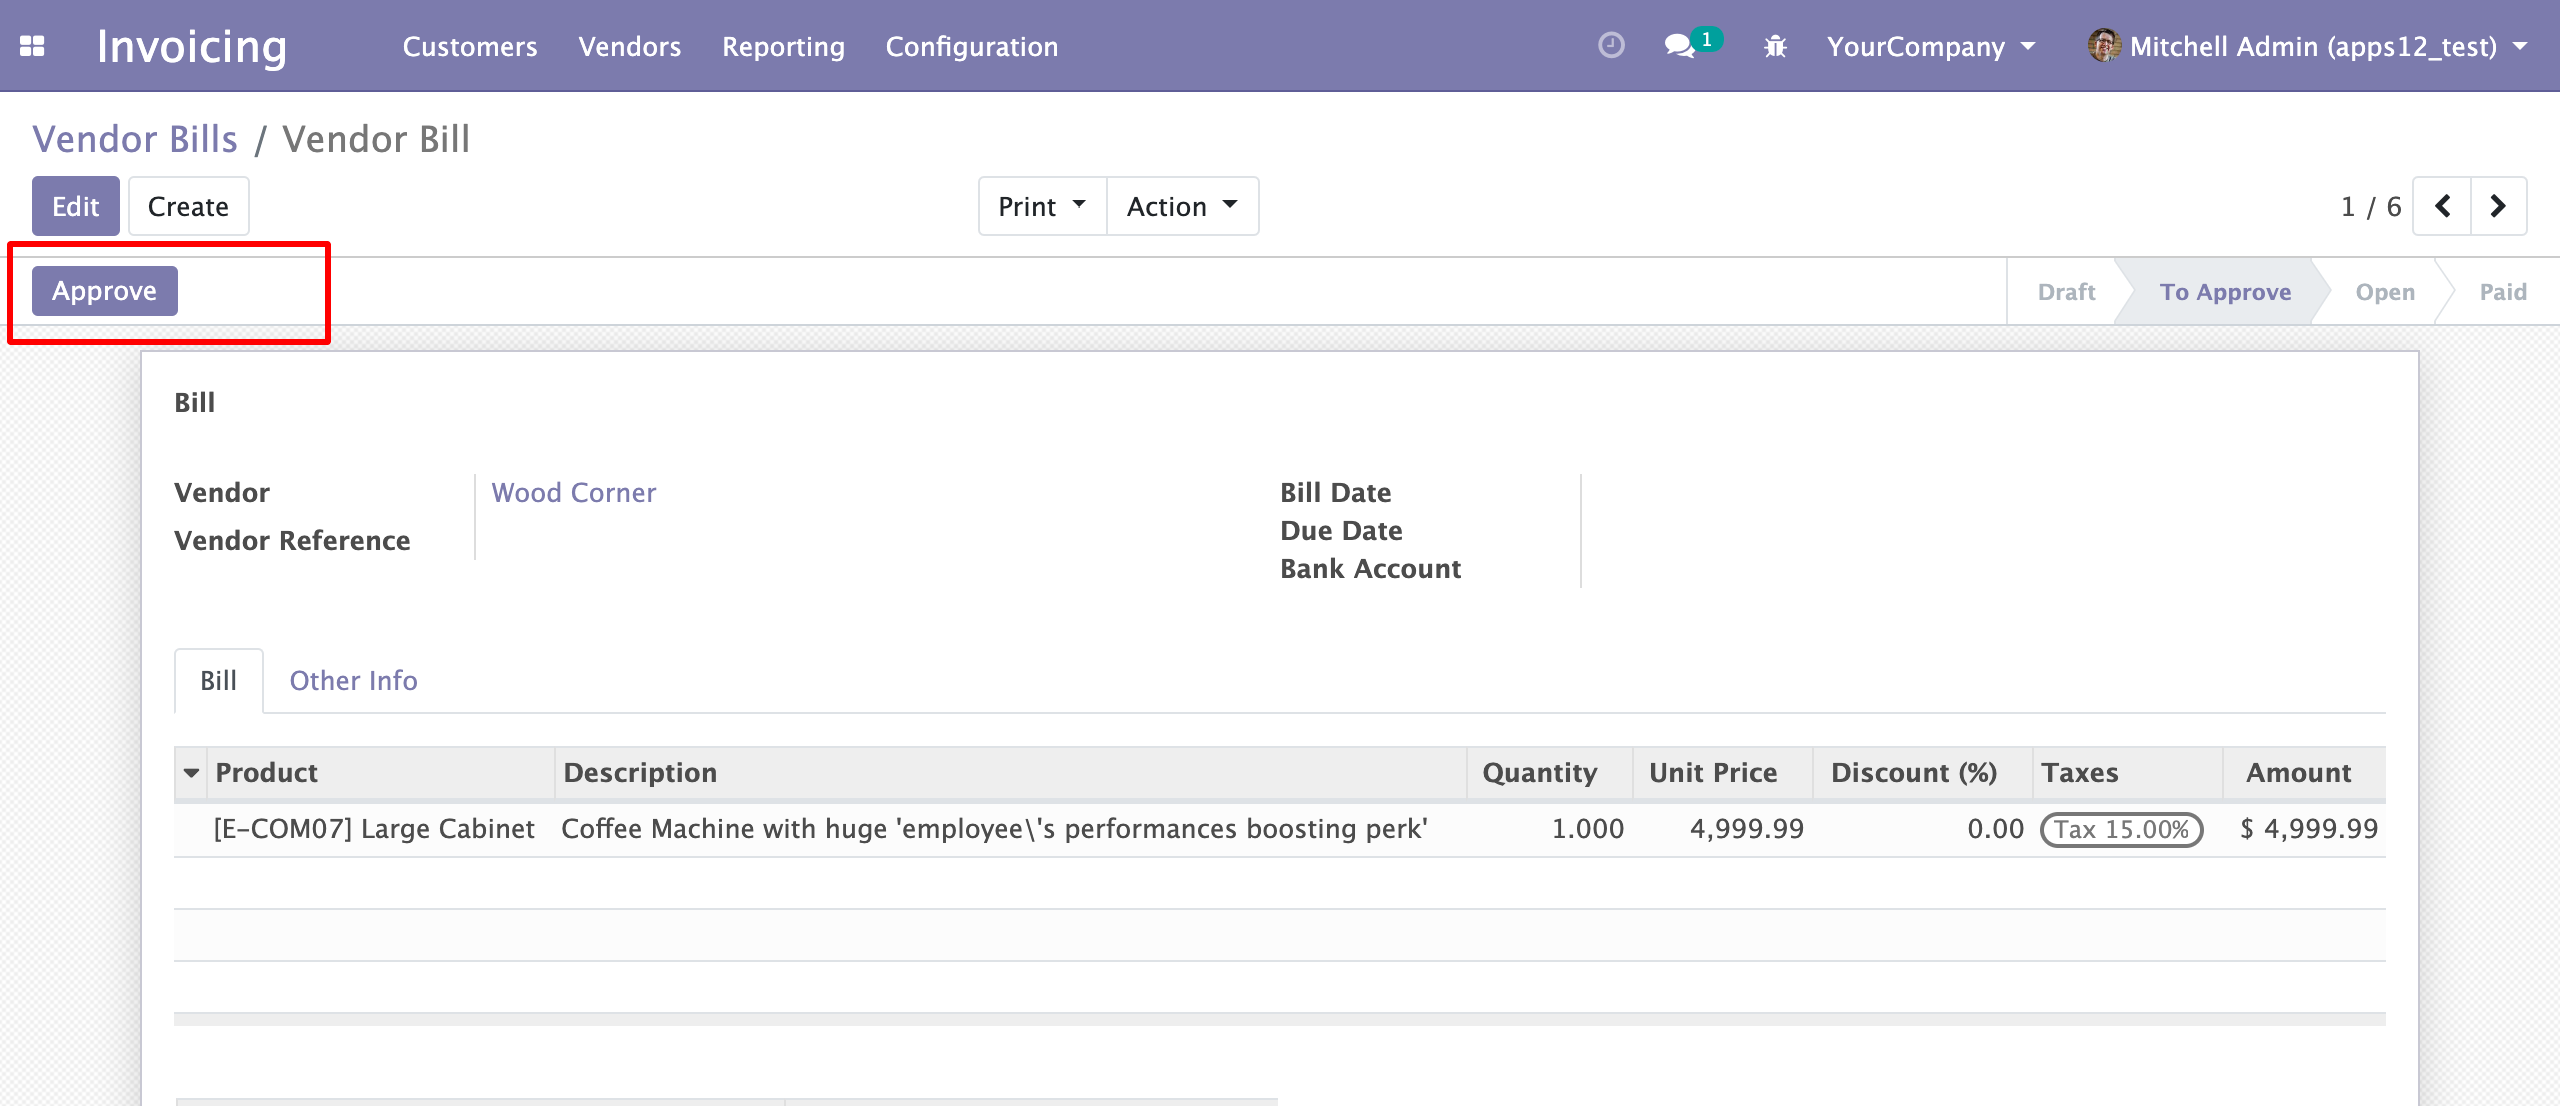 Invoicing Customers Vendors Reporting Configuration 1 YourCompany Mitchell Admin (apps12_test)
Vendor Bills / Vendor Bill
Edit Create Print Action 1 / 6
Approve Draft To Approve Open Paid
Bill
Vendor Wood Corner Bill Date
Vendor Reference Due Date
Bank Account
Bill Other Info
Product Description Quantity Unit Price Discount (%) Taxes Amount
[E-COM07] Large Cabinet Coffee Machine with huge 'employee\'s performances boosting perk' 1.000 4,999.99 0.00 Tax 15.00% $ 4,999.99